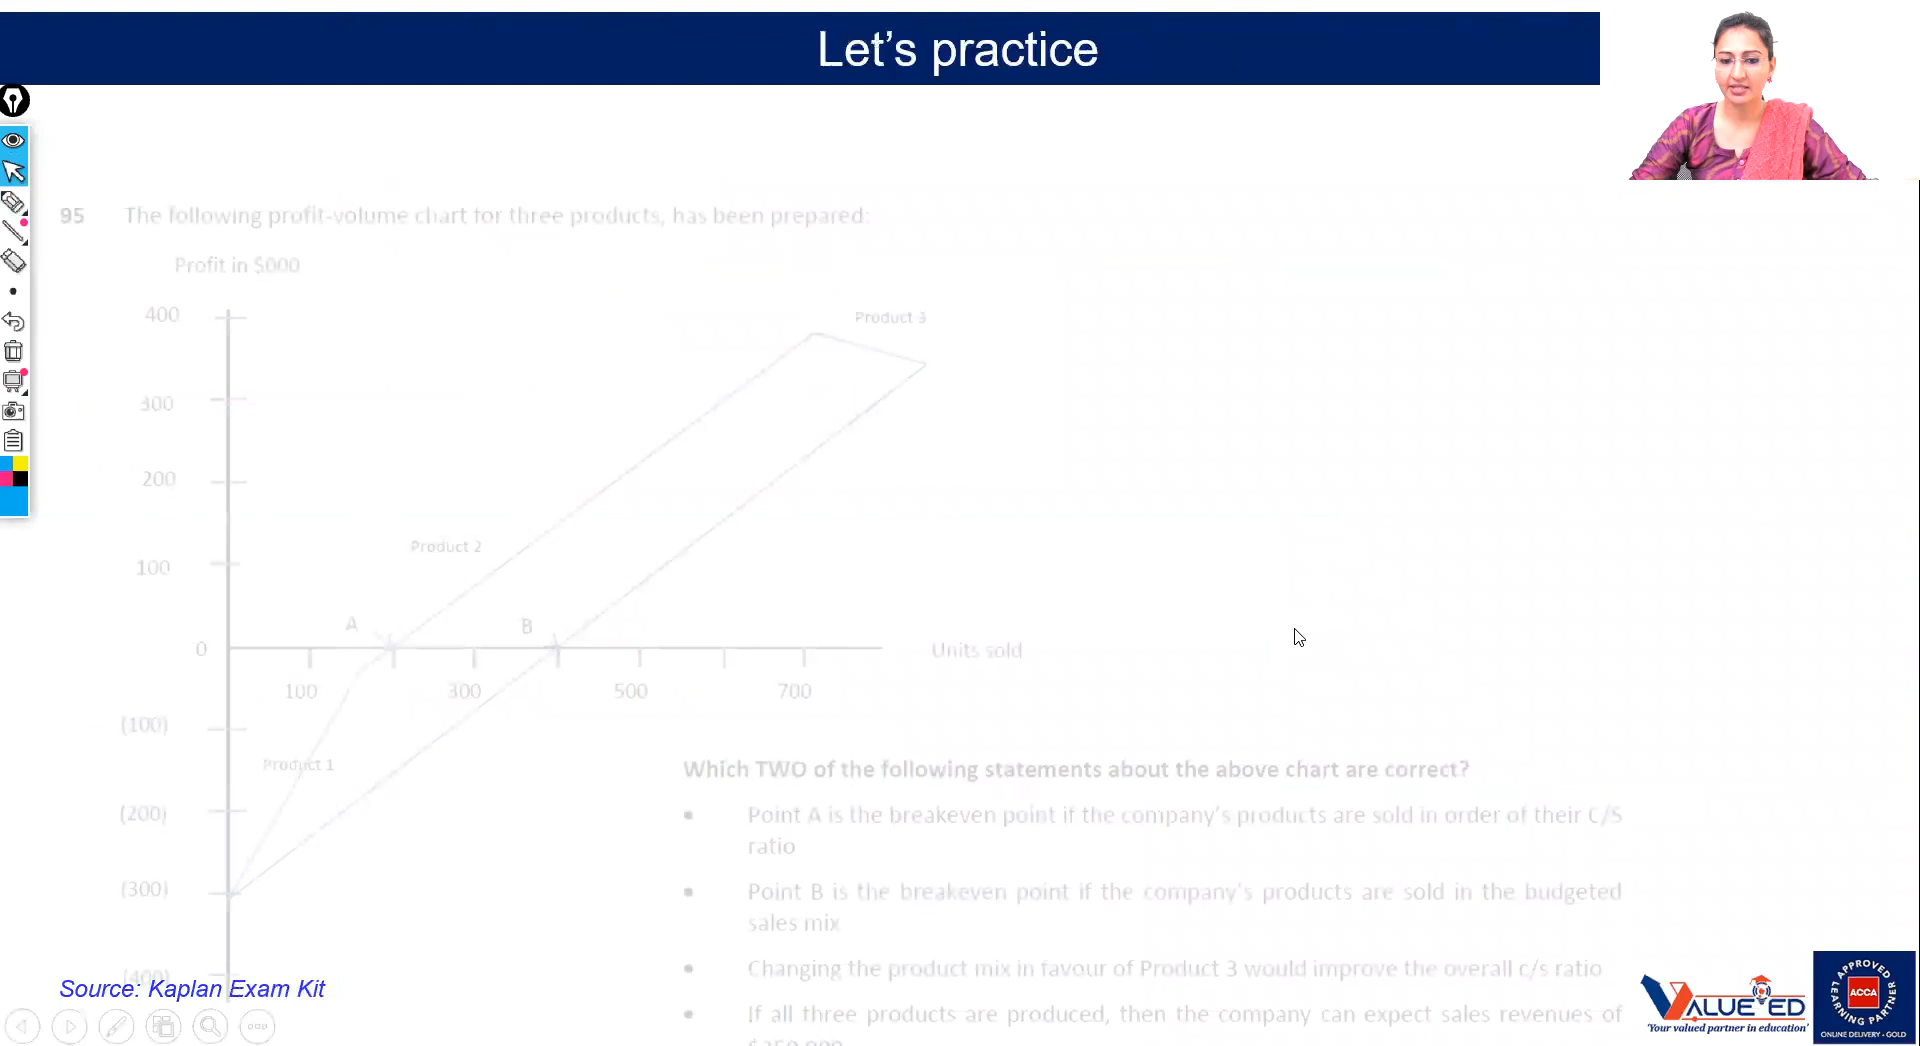 Let's practice
95 The following profit-volume chart for three products, has been prepared:
Profit in $000
400
Product 3
300
200
Product 2
100
A
B
0
Units sold
100 300 500 700
(100)
Product 1
(200)
(300)
(400)
Which TWO of the following statements about the above chart are correct?
• Point A is the breakeven point if the company's products are sold in order of their C/S
ratio
• Point B is the breakeven point if the company's products are sold in the budgeted
sales mix
• Changing the product mix in favour of Product 3 would improve the overall c/s ratio
• If all three products are produced, then the company can expect sales revenues of
Source: Kaplan Exam Kit
VALUE-ED
'Your valued partner in education'
APPROVED
LEARNING PARTNER
ACCA
ONLINE DELIVERY - GOLD